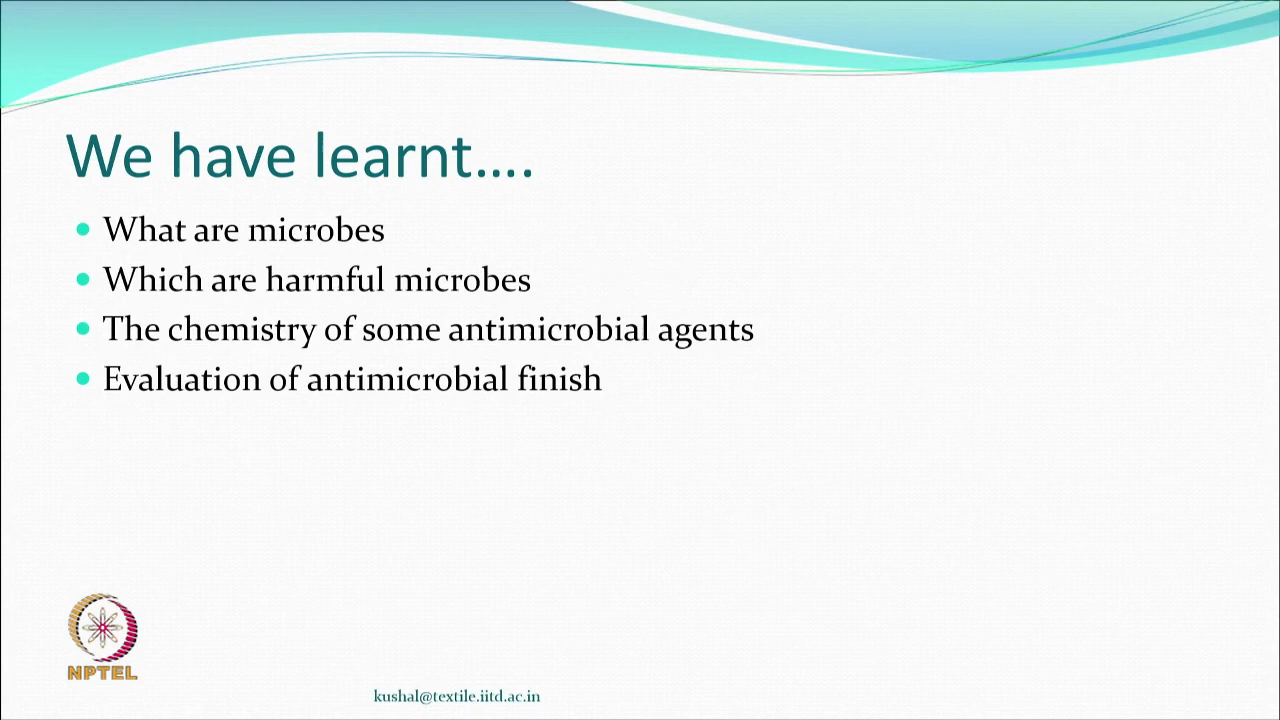 We have learnt....
What are microbes
Which are harmful microbes
The chemistry of some antimicrobial agents
Evaluation of antimicrobial finish
NPTEL
kushal@textile.iitd.ac.in